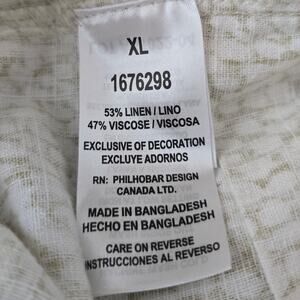 XL
1676298
53% LINEN / LINO
47% VISCOSE / VISCOSA
EXCLUSIVE OF DECORATION
EXCLUYE ADORNOS
RN: PHILHOBAR DESIGN
CANADA LTD.
MADE IN BANGLADESH
HECHO EN BANGLADESH
CARE ON REVERSE
INSTRUCCIONES AL REVERSO